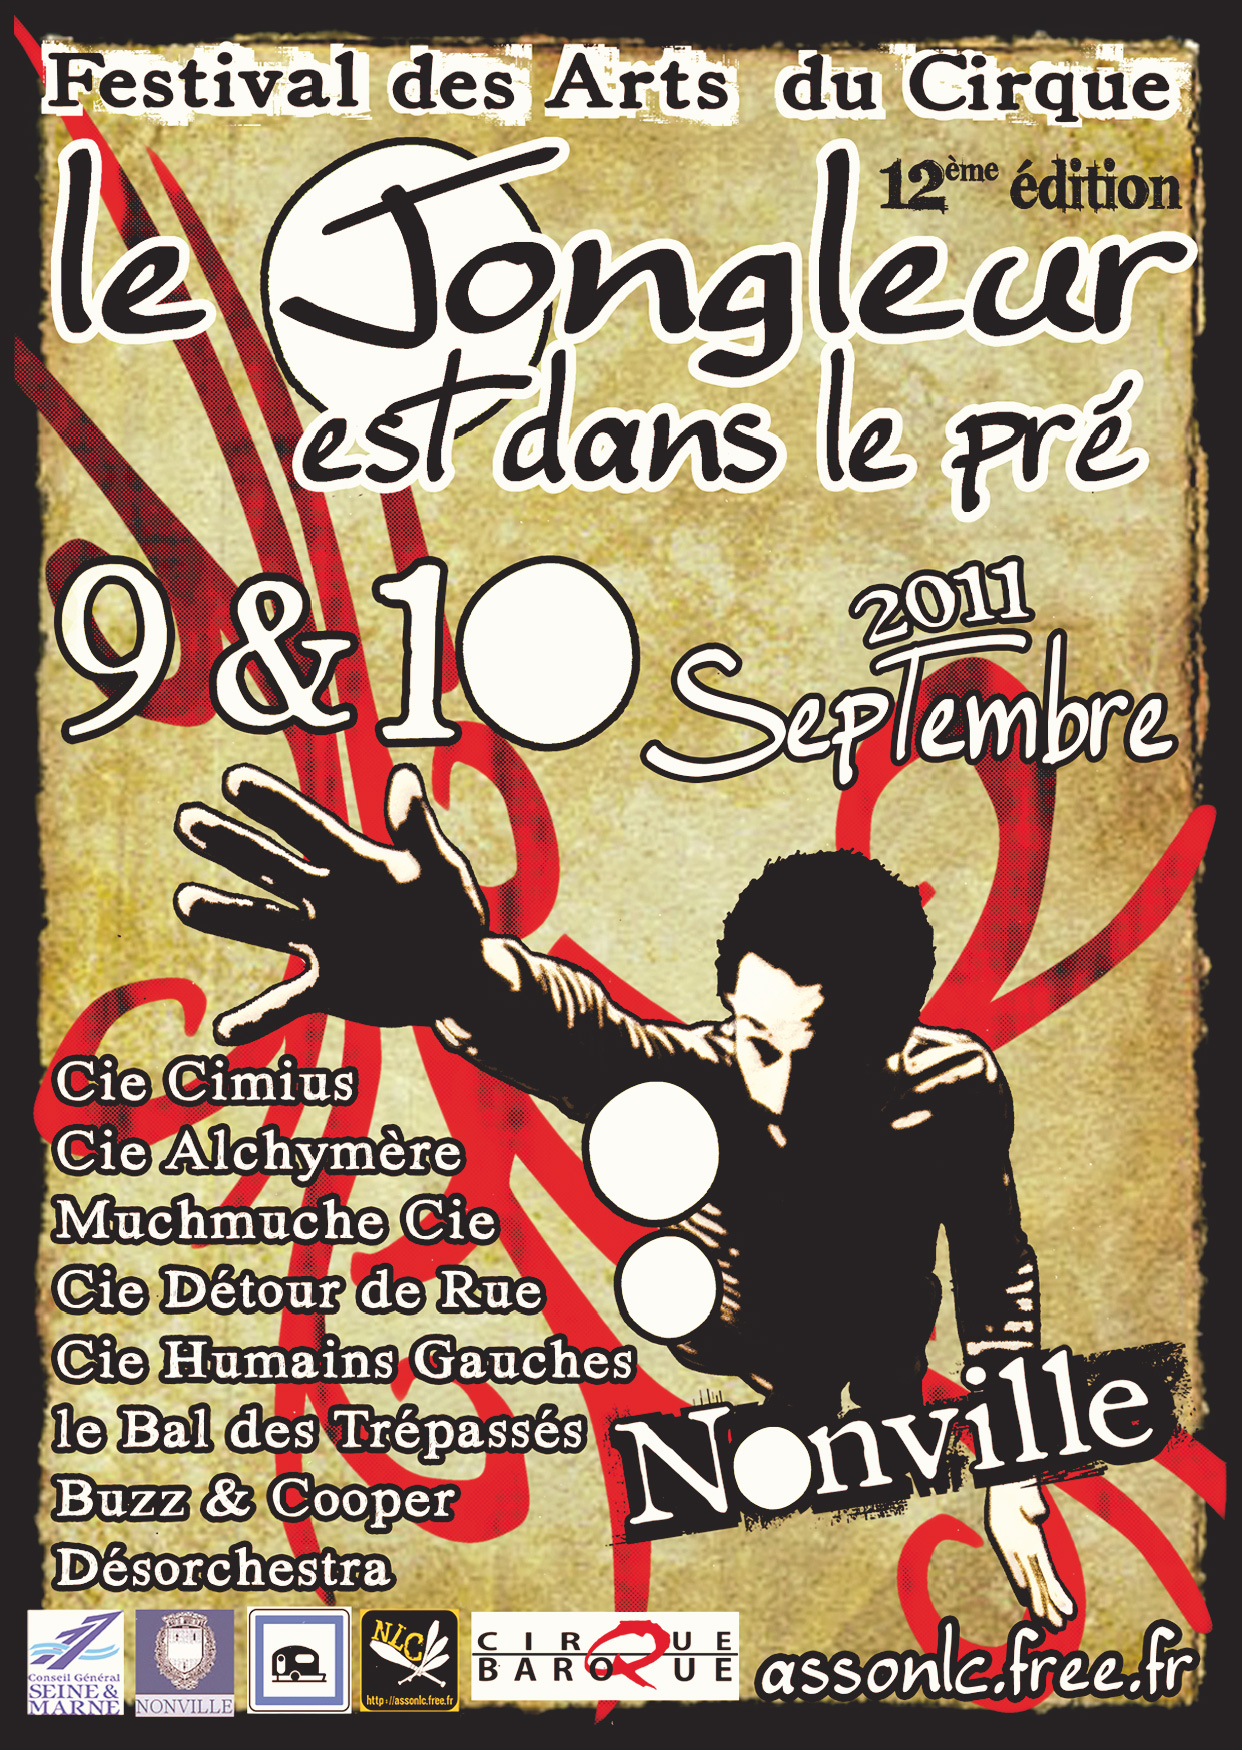 Festival des Arts du Cirque
12ème édition
le Jongleur
est dans le pré
9 & 10
2011
Septembre
Cie Cimius
Cie Alchymère
Muchmuche Cie
Cie Détour de Rue
Cie Humains Gauches
le Bal des Trépassés
Buzz & Cooper
Désorchestra
Nonville
Conseil Général
SEINE &
MARNE
NONVILLE
NLC
http://assonlc.free.fr
CIRQUE
BAROQUE
assonlc.free.fr